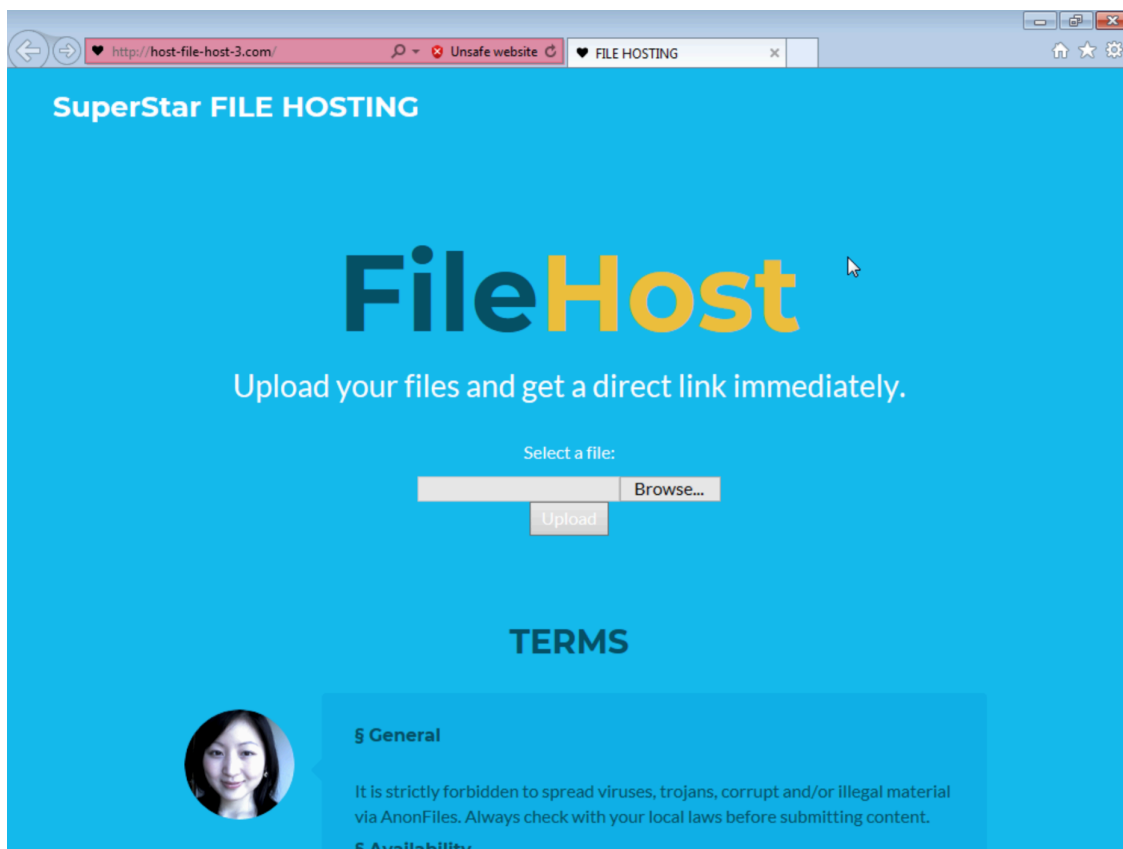 http://host-file-host-3.com/
Unsafe website
FILE HOSTING
SuperStar FILE HOSTING
FileHost
Upload your files and get a direct link immediately.
Select a file:
Browse...
Upload
TERMS
§ General
It is strictly forbidden to spread viruses, trojans, corrupt and/or illegal material
via AnonFiles. Always check with your local laws before submitting content.
§ Availability